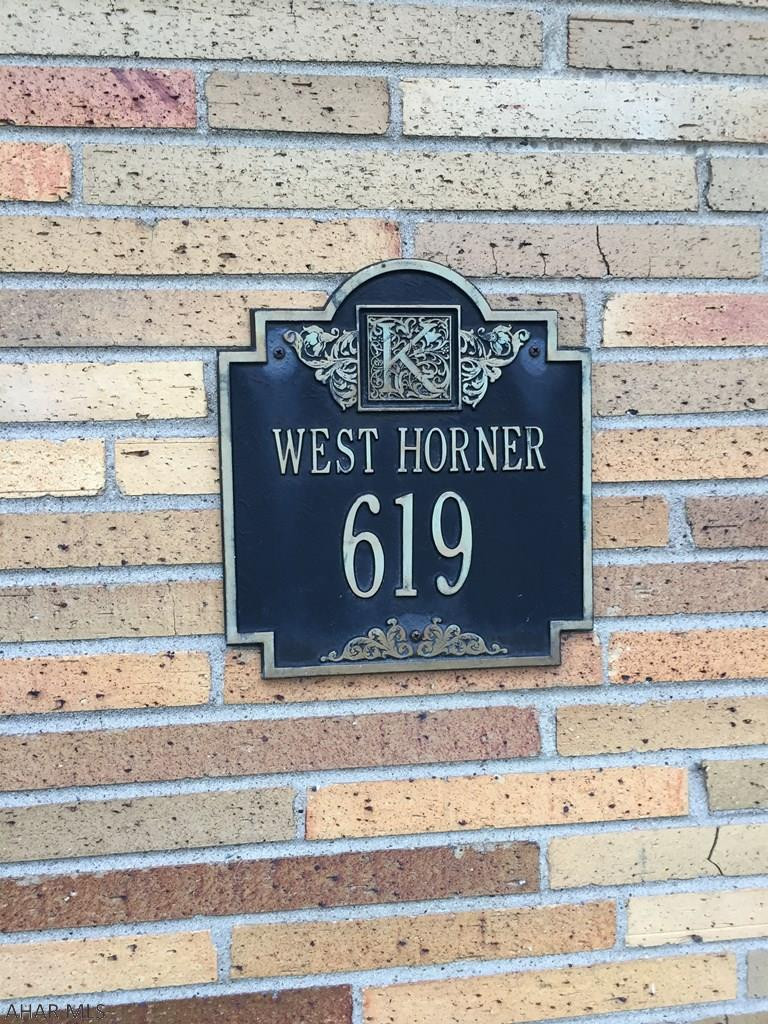 K
WEST HORNER
619
AHAR MLS